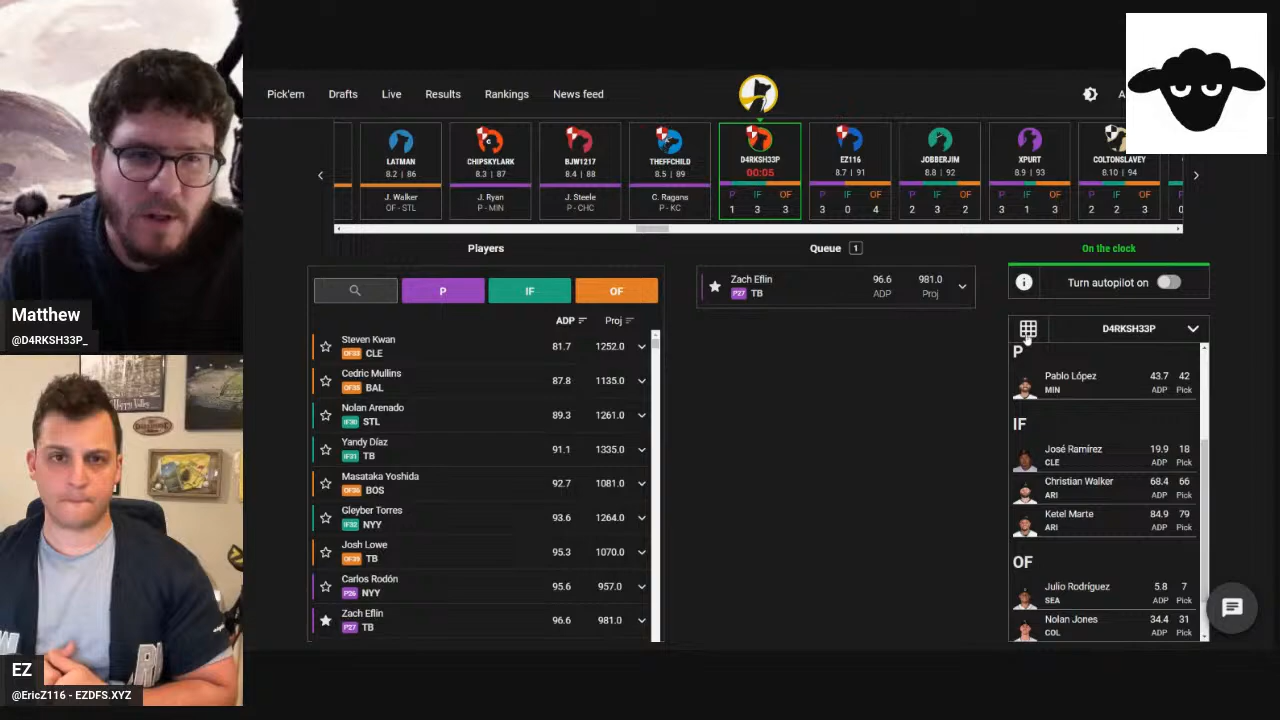 Matthew
@D4RKSH33P_
EZ
@EricZ116 - EZDFS.XYZ
Pick'em
Drafts
Live
Results
Rankings
News feed
LATMAN
8.2 | 86
J. Walker
OF - STL
CHIPSKYLARK
8.3 | 87
J. Ryan
P - MIN
BJW1217
8.4 | 88
J. Steele
P - CHC
THEFFCHILD
8.5 | 89
C. Ragans
P - KC
D4RKSH33P
00:05
P IF OF
1 3 3
EZ116
8.7 | 91
P IF OF
3 0 4
JOBBERJIM
8.8 | 92
P IF OF
2 3 2
XPURT
8.9 | 93
P IF OF
3 1 3
COLTONSLAVEY
8.10 | 94
P IF OF
2 2 3
Players
P
IF
OF
ADP Proj
Steven Kwan
OF33 CLE
81.7 1252.0
Cedric Mullins
OF35 BAL
87.8 1135.0
Nolan Arenado
IF30 STL
89.3 1261.0
Yandy Díaz
IF31 TB
91.1 1335.0
Masataka Yoshida
BOS
92.7 1081.0
Gleyber Torres
IF32 NYY
93.6 1264.0
Josh Lowe
OF39 TB
95.3 1070.0
Carlos Rodón
P26 NYY
95.6 957.0
Zach Eflin
P27 TB
96.6 981.0
Queue 1
Zach Eflin
P27 TB
96.6 981.0
ADP Proj
On the clock
Turn autopilot on
D4RKSH33P
P
Pablo López
MIN
43.7 42
ADP Pick
IF
José Ramírez
CLE
19.9 18
ADP Pick
Christian Walker
ARI
68.4 66
ADP Pick
Ketel Marte
ARI
84.9 79
ADP Pick
OF
Julio Rodríguez
SEA
5.8 7
ADP Pick
Nolan Jones
COL
34.4 31
ADP Pick